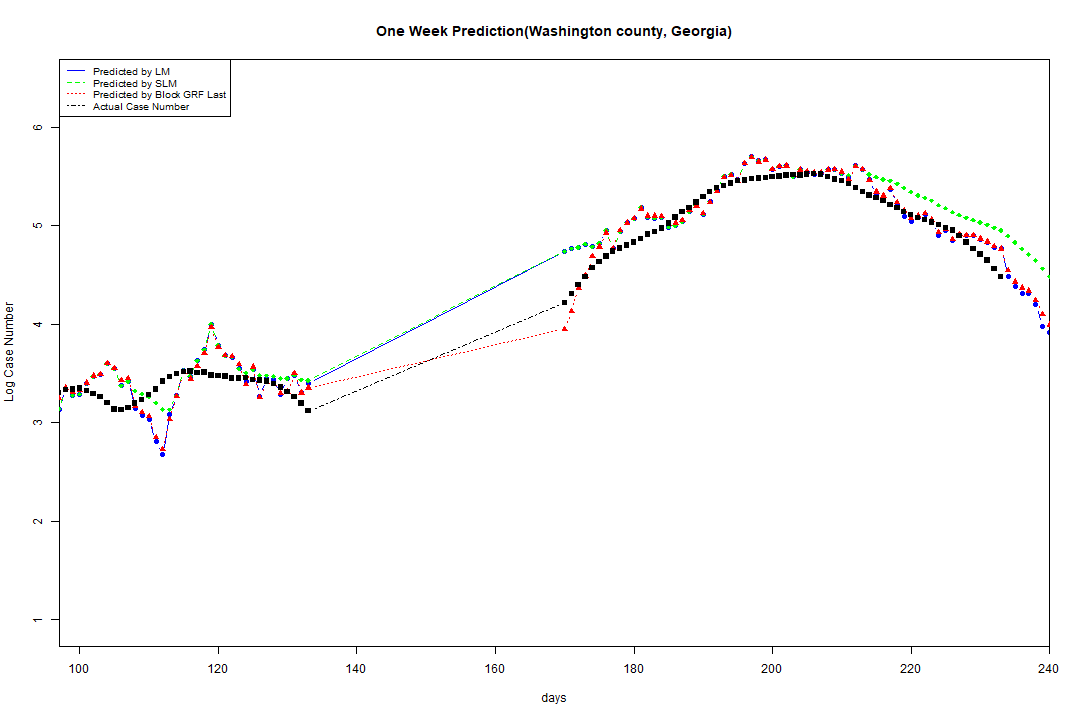 One Week Prediction(Washington county, Georgia)
Predicted by LM
Predicted by SLM
Predicted by Block GRF Last
Actual Case Number
6
5
4
3
2
1
Log Case Number
100 120 140 160 180 200 220 240
days